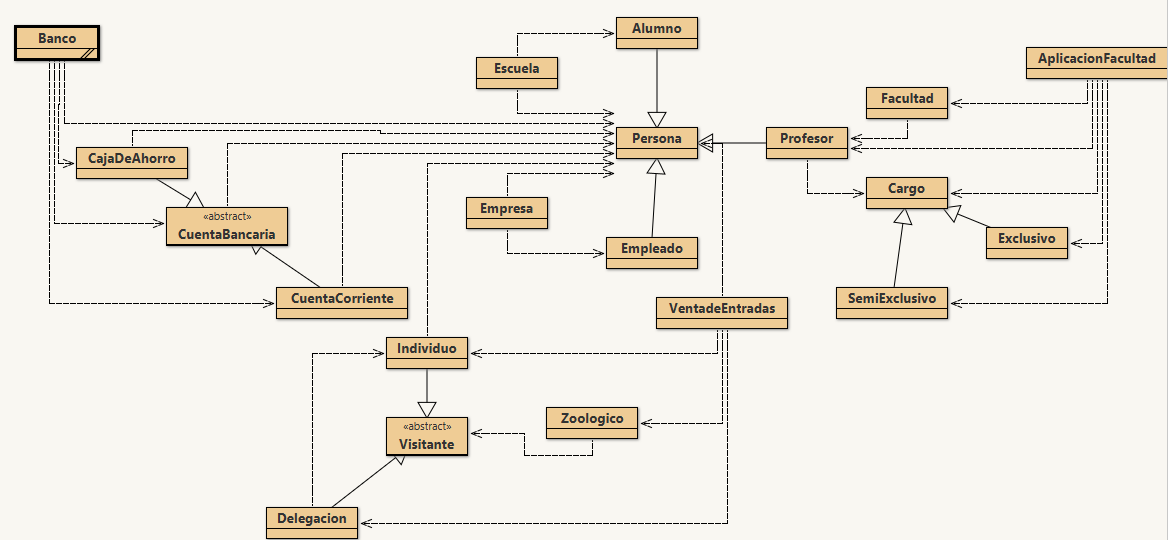 Alumno
Banco
AplicacionFacultad
Escuela
Facultad
Persona
Profesor
CajaDeAhorro
Cargo
Empresa
«abstract»
CuentaBancaria
Exclusivo
Empleado
CuentaCorriente
SemiExclusivo
VentadeEntradas
Individuo
Zoologico
«abstract»
Visitante
Delegacion